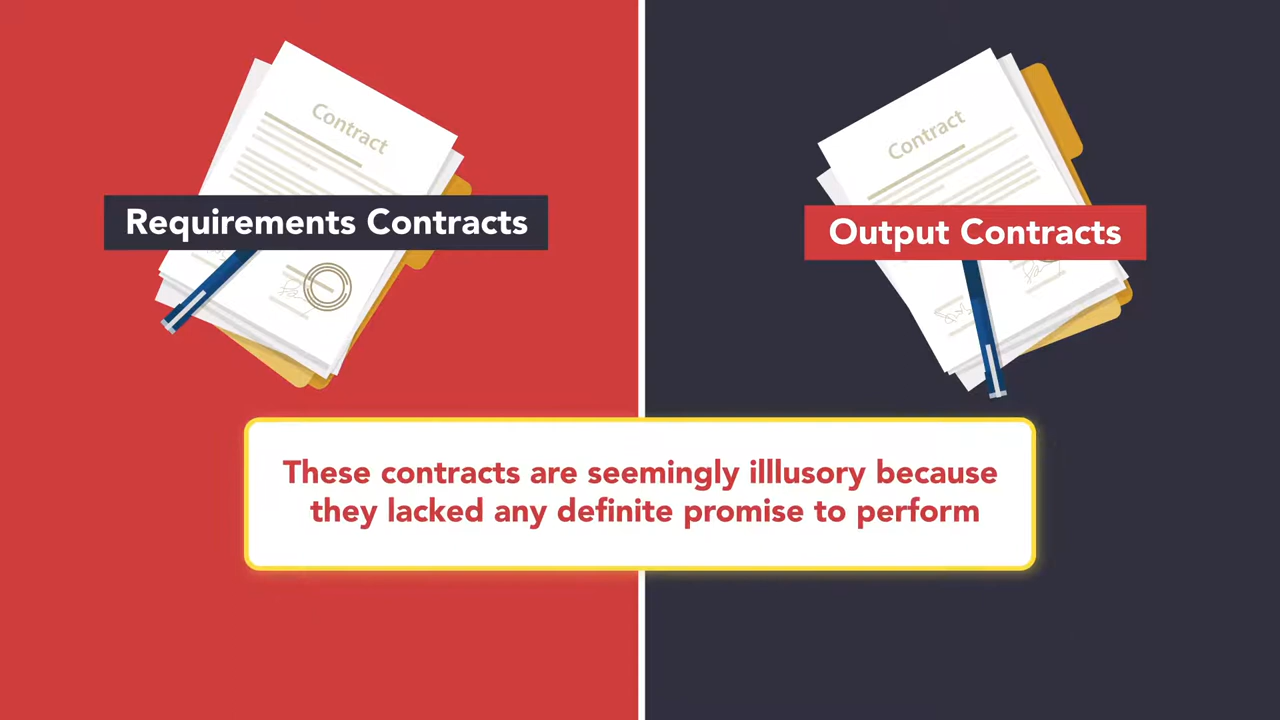 Contract
Contract
Requirements Contracts
Output Contracts
These contracts are seemingly illlusory because
they lacked any definite promise to perform